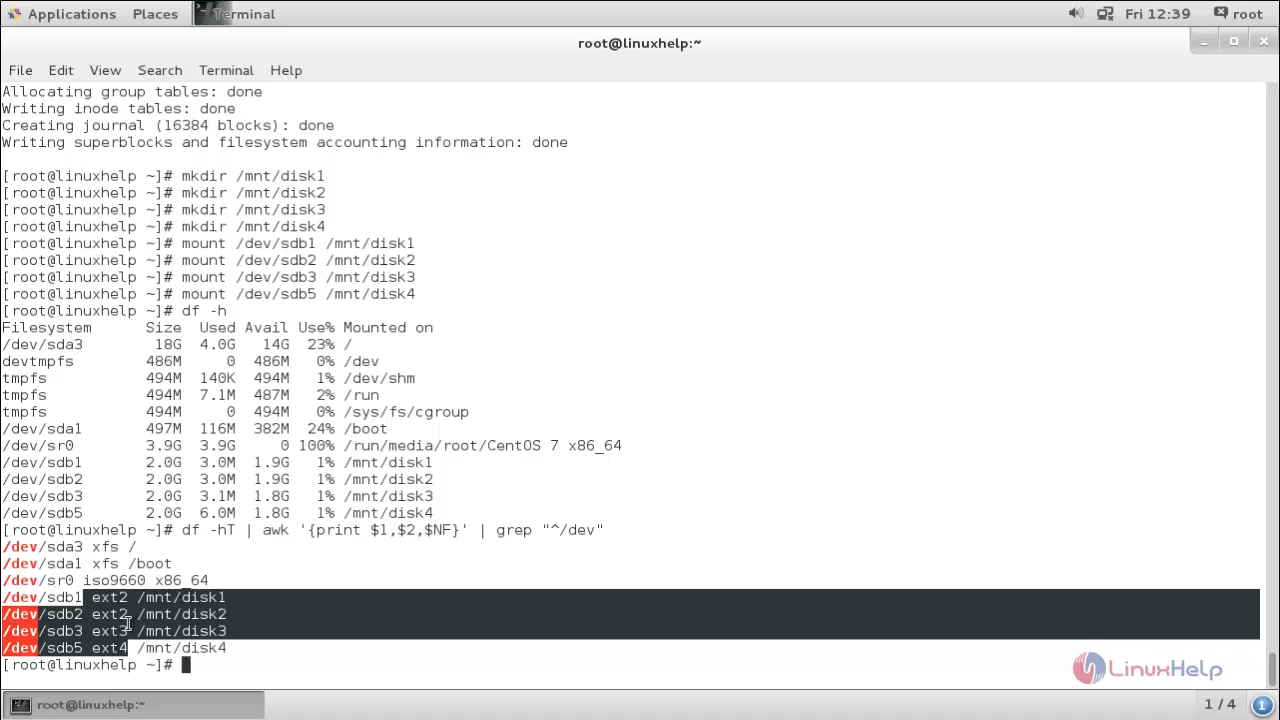 Applications Places Terminal Fri 12:39 root
root@linuxhelp:~
File Edit View Search Terminal Help
Allocating group tables: done
Writing inode tables: done
Creating journal (16384 blocks): done
Writing superblocks and filesystem accounting information: done
[root@linuxhelp ~]# mkdir /mnt/disk1
[root@linuxhelp ~]# mkdir /mnt/disk2
[root@linuxhelp ~]# mkdir /mnt/disk3
[root@linuxhelp ~]# mkdir /mnt/disk4
[root@linuxhelp ~]# mount /dev/sdb1 /mnt/disk1
[root@linuxhelp ~]# mount /dev/sdb2 /mnt/disk2
[root@linuxhelp ~]# mount /dev/sdb3 /mnt/disk3
[root@linuxhelp ~]# mount /dev/sdb5 /mnt/disk4
[root@linuxhelp ~]# df -h
Filesystem Size Used Avail Use% Mounted on
/dev/sda3 18G 4.0G 14G 23% /
devtmpfs 486M 0 486M 0% /dev
tmpfs 494M 140K 494M 1% /dev/shm
tmpfs 494M 7.1M 487M 2% /run
tmpfs 494M 0 494M 0% /sys/fs/cgroup
/dev/sda1 497M 116M 382M 24% /boot
/dev/sr0 3.9G 3.9G 0 100% /run/media/root/CentOS 7 x86_64
/dev/sdb1 2.0G 3.0M 1.9G 1% /mnt/disk1
/dev/sdb2 2.0G 3.0M 1.9G 1% /mnt/disk2
/dev/sdb3 2.0G 3.1M 1.8G 1% /mnt/disk3
/dev/sdb5 2.0G 6.0M 1.8G 1% /mnt/disk4
[root@linuxhelp ~]# df -hT | awk '{print $1,$2,$NF}' | grep "^/dev"
/dev/sda3 xfs /
/dev/sda1 xfs /boot
/dev/sr0 iso9660 x86_64
/dev/sdb1 ext2 /mnt/disk1
/dev/sdb2 ext2 /mnt/disk2
/dev/sdb3 ext3 /mnt/disk3
/dev/sdb5 ext4 /mnt/disk4
[root@linuxhelp ~]#
LinuxHelp
root@linuxhelp:~ 1 / 4 1